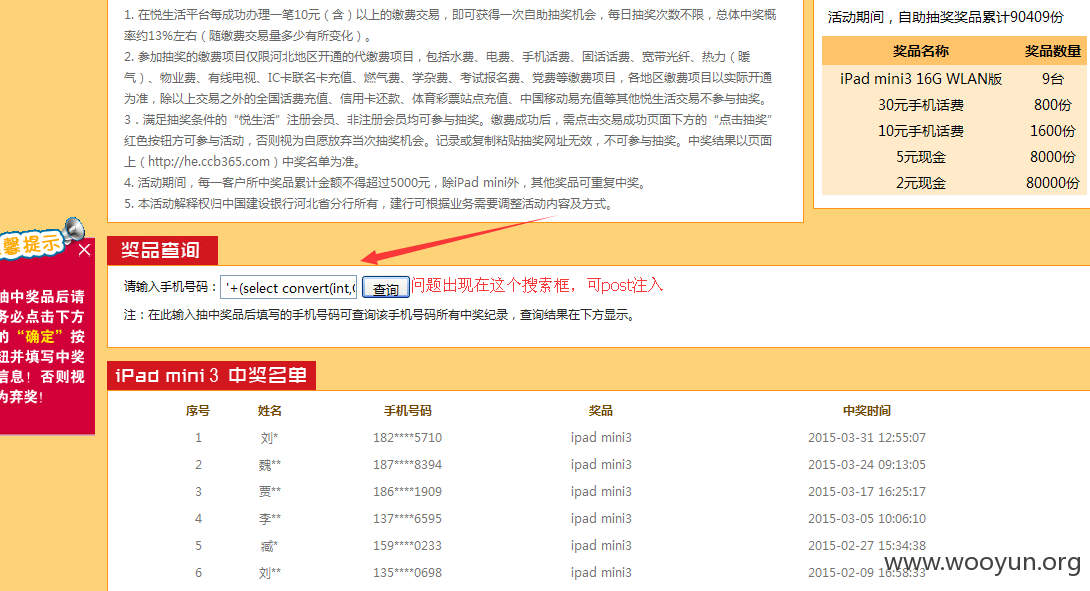 1. 在悦生活平台每成功办理一笔10元（含）以上的缴费交易，即可获得一次自助抽奖机会，每日抽奖次数不限，总体中奖概
率约13%左右（随缴费交易量多少有所变化）。
2. 参加抽奖的缴费项目仅限河北地区开通的代缴费项目，包括水费、电费、手机话费、固话话费、宽带光纤、热力（暖
气）、物业费、有线电视、IC卡联名卡充值、燃气费、学杂费、考试报名费、党费等缴费项目，各地区缴费项目以实际开通
为准，除以上交易之外的全国话费充值、信用卡还款、体育彩票站点充值、中国移动易充值等其他悦生活交易不参与抽奖。
3．满足抽奖条件的“悦生活”注册会员、非注册会员均可参与抽奖。缴费成功后，需点击交易成功页面下方的“点击抽奖”
红色按钮方可参与活动，否则视为自愿放弃当次抽奖机会。记录或复制粘贴抽奖网址无效，不可参与抽奖。中奖结果以页面
上（http://he.ccb365.com）中奖名单为准。
4. 活动期间，每一客户所中奖品累计金额不得超过5000元，除iPad mini外，其他奖品可重复中奖。
5. 本活动解释权归中国建设银行河北省分行所有，建行可根据业务需要调整活动内容及方式。
活动期间，自助抽奖奖品累计90409份
奖品名称 奖品数量
iPad mini3 16G WLAN版 9台
30元手机话费 800份
10元手机话费 1600份
5元现金 8000份
2元现金 80000份
馨提示
抽中奖品后请
务必点击下方
的“确定”按
钮并填写中奖
信息！否则视
为弃奖！
奖品查询
请输入手机号码： '+(select convert(int,( 查询 问题出现在这个搜索框，可post注入
注：在此输入抽中奖品后填写的手机号码可查询该手机号码所有中奖纪录，查询结果在下方显示。
iPad mini 3 中奖名单
序号 姓名 手机号码 奖品 中奖时间
1 刘* 182****5710 ipad mini3 2015-03-31 12:55:07
2 魏** 187****8394 ipad mini3 2015-03-24 09:13:05
3 贾** 186****1909 ipad mini3 2015-03-17 16:25:17
4 李** 137****6595 ipad mini3 2015-03-05 10:06:10
5 臧* 159****0233 ipad mini3 2015-02-27 15:34:38
6 刘** 135****0698 ipad mini3 2015-02-09 16:58:33
www.wooyun.org